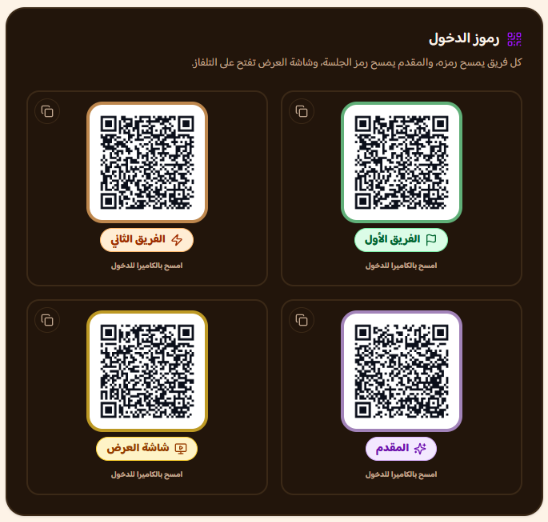 رموز الدخول
كل فريق يمسح رمزه، والمقدم يمسح رمز الجلسة، وشاشة العرض تفتح على التلفاز.
الفريق الأول
امسح بالكاميرا للدخول
الفريق الثاني
امسح بالكاميرا للدخول
المقدم
امسح بالكاميرا للدخول
شاشة العرض
امسح بالكاميرا للدخول